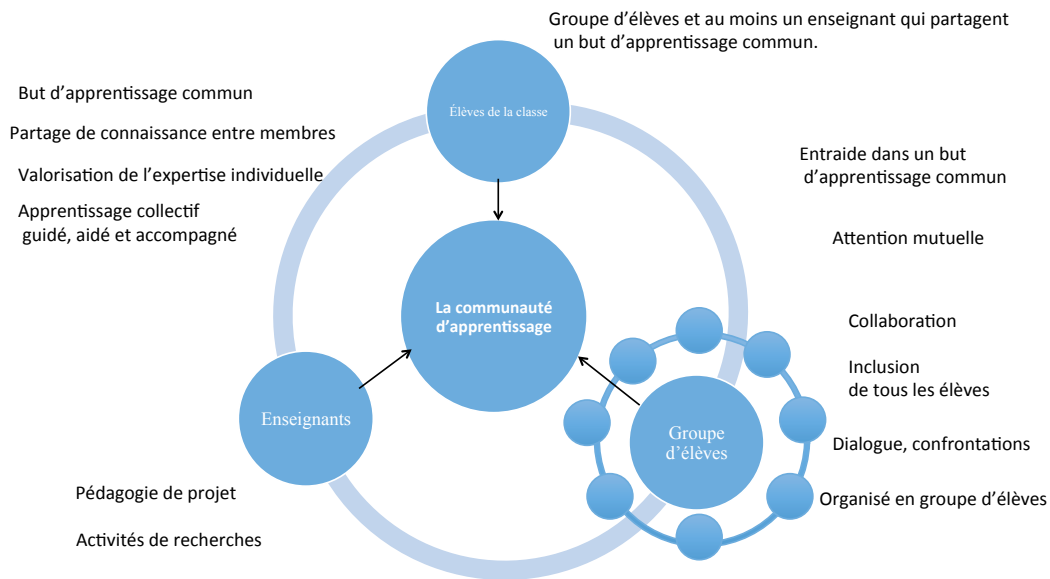 Groupe d’élèves et au moins un enseignant qui partagent
un but d’apprentissage commun.
Élèves de la classe
But d’apprentissage commun
Partage de connaissance entre membres
Valorisation de l’expertise individuelle
Apprentissage collectif
guidé, aidé et accompagné
Entraide dans un but
d’apprentissage commun
Attention mutuelle
La communauté
d’apprentissage
Collaboration
Inclusion
de tous les élèves
Enseignants
Groupe
d’élèves
Dialogue, confrontations
Organisé en groupe d’élèves
Pédagogie de projet
Activités de recherches